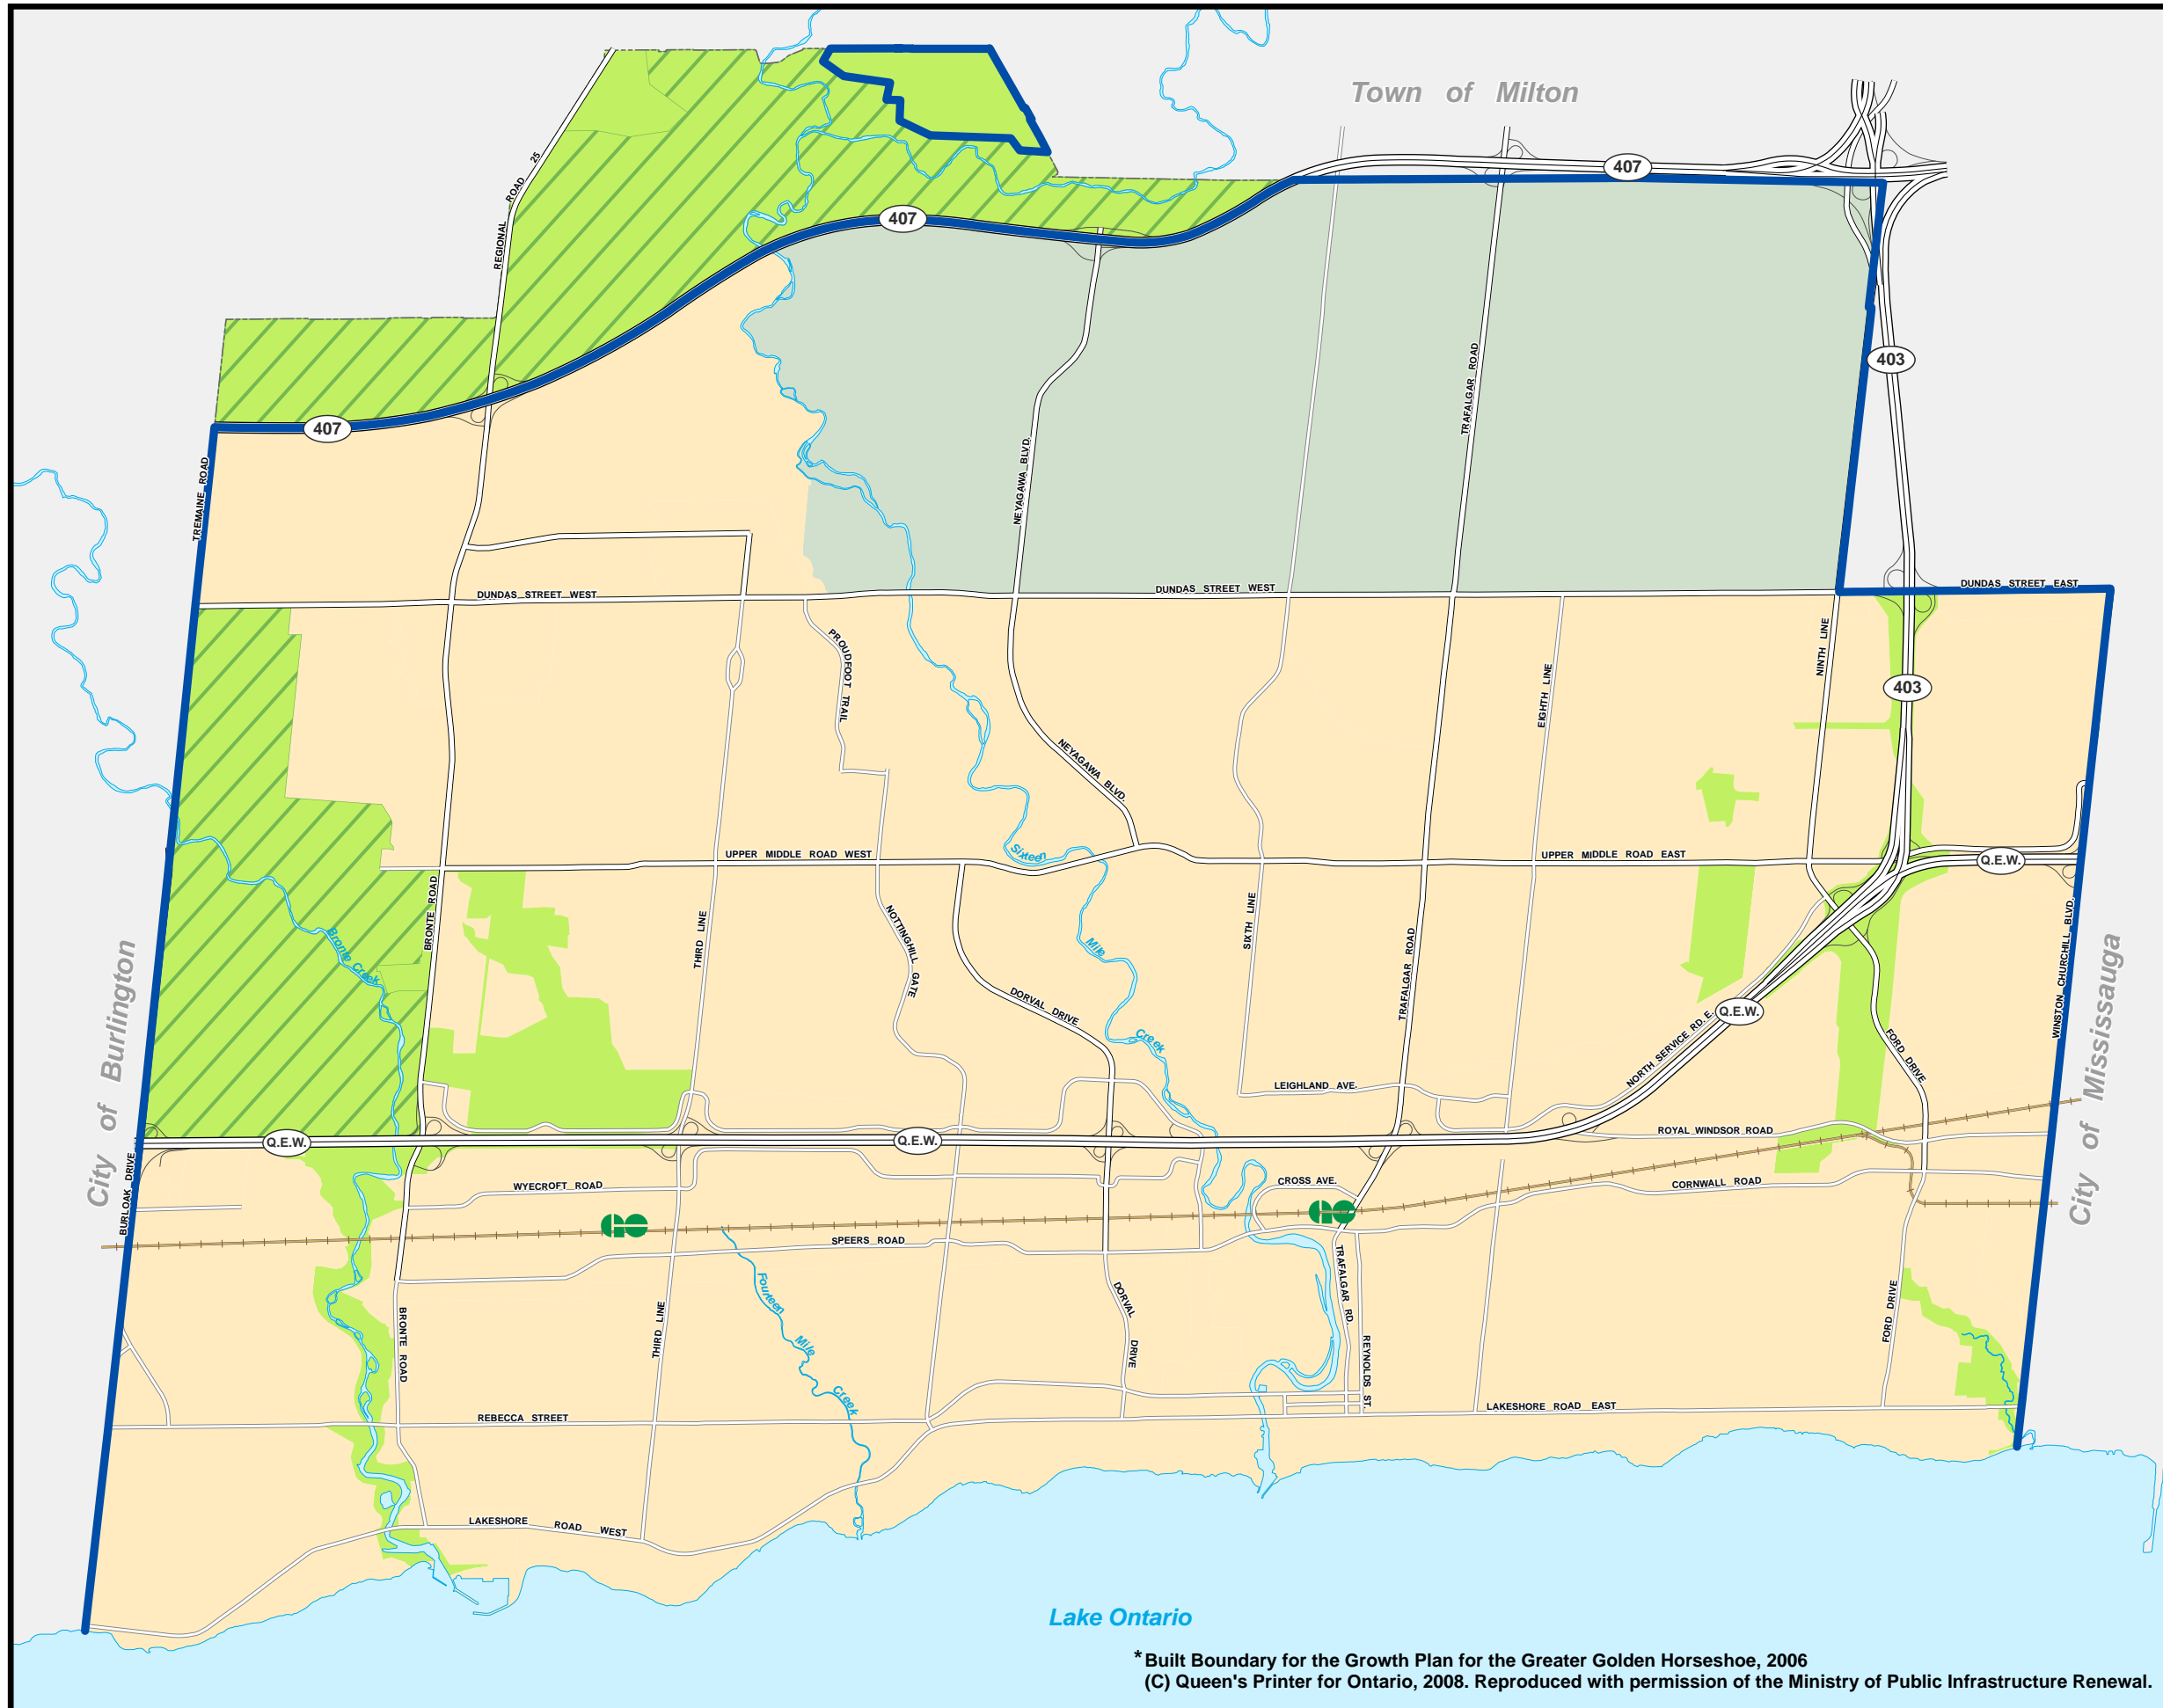 Town of Milton
407
REGIONAL ROAD 25
407
403
407
TRAFALGAR ROAD
NEYAGAWA BLVD.
TREMAINE ROAD
DUNDAS STREET WEST
DUNDAS STREET WEST
DUNDAS STREET EAST
PROUDFOOT TRAIL
NINTH LINE
EIGHTH LINE
403
NEYAGAWA BLVD.
Sixteen
UPPER MIDDLE ROAD WEST
UPPER MIDDLE ROAD EAST
Q.E.W.
BRONTE ROAD
THIRD LINE
NOTTINGHILL GATE
SIXTH LINE
Mile
Bronte Creek
TRAFALGAR ROAD
WINSTON CHURCHILL BLVD.
DORVAL DRIVE
Q.E.W.
Creek
NORTH SERVICE RD. E.
FORD DRIVE
City of Burlington
City of Mississauga
LEIGHLAND AVE.
Q.E.W.
Q.E.W.
ROYAL WINDSOR ROAD
BURLOAK DRIVE
WYECROFT ROAD
CROSS AVE.
CORNWALL ROAD
GO
GO
SPEERS ROAD
Fourteen
Mile
Creek
BRONTE ROAD
THIRD LINE
DORVAL DRIVE
TRAFALGAR RD.
REYNOLDS ST.
FORD DRIVE
REBECCA STREET
LAKESHORE ROAD EAST
LAKESHORE ROAD WEST
Lake Ontario
* Built Boundary for the Growth Plan for the Greater Golden Horseshoe, 2006
(C) Queen's Printer for Ontario, 2008. Reproduced with permission of the Ministry of Public Infrastructure Renewal.